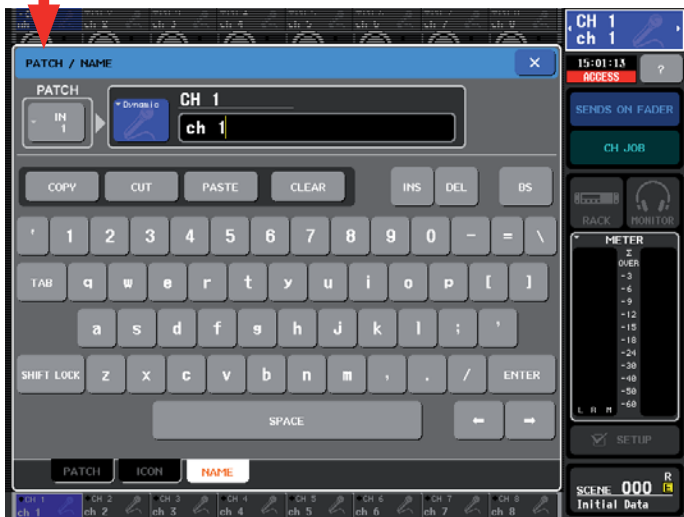 CH 1
ch 1
PATCH / NAME
×
15:01:13
ACCESS
?
PATCH
IN
1
Dynamic
CH 1
ch 1
SENDS ON FADER
CH JOB
COPY CUT PASTE CLEAR INS DEL BS
' 1 2 3 4 5 6 7 8 9 0 - = \
RACK MONITOR
METER
Σ
OVER
-3
-6
-9
-12
-15
-18
-24
-30
-40
-50
-60
L R M
TAB q w e r t y u i o p [ ]
a s d f g h j k l ; '
SHIFT LOCK z x c v b n m , . / ENTER
SPACE ← →
SETUP
PATCH ICON NAME
SCENE 000 R E
Initial Data
CH 1 CH 2 CH 3 CH 4 CH 5 CH 6 CH 7 CH 8
ch 1 ch 2 ch 3 ch 4 ch 5 ch 6 ch 7 ch 8